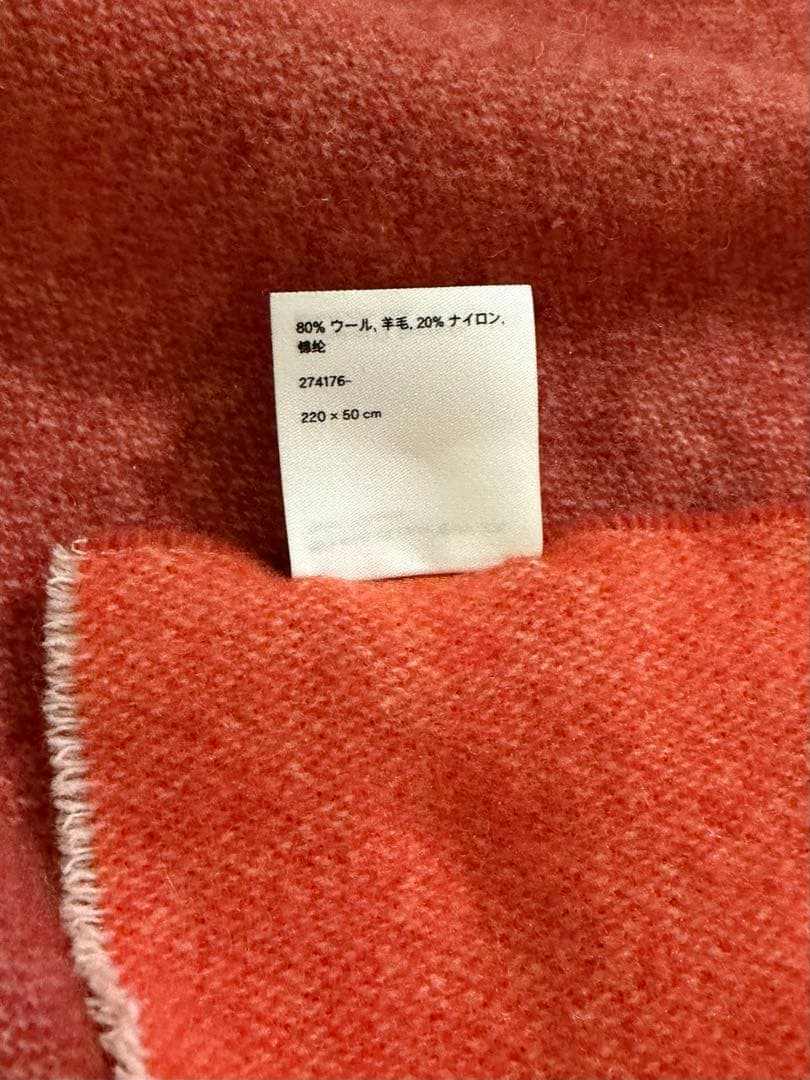 80% ウール, 羊毛, 20% ナイロン,
锦纶
274176-
220 × 50 cm